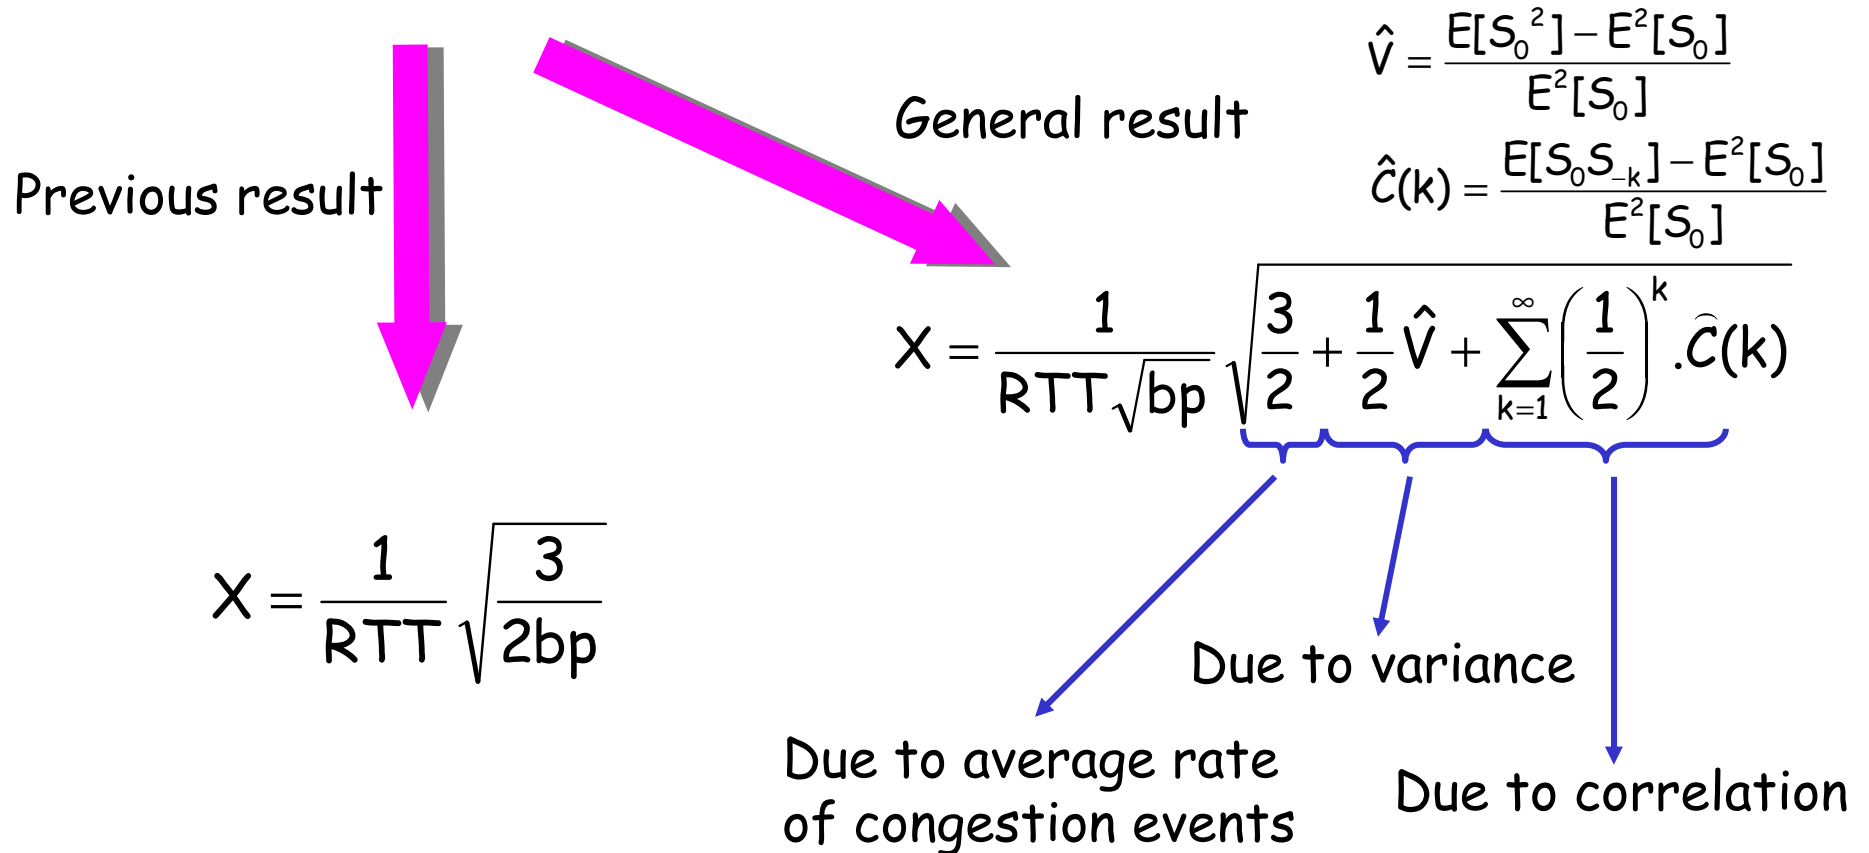 V̂ = (E[S₀²] – E²[S₀]) / E²[S₀]
General result
Ĉ(k) = (E[S₀S₋ₖ] – E²[S₀]) / E²[S₀]
Previous result
X = 1/(RTT√(bp)) √(3/2 + 1/2 V̂ + ∑_{k=1}^{∞} (1/2)^k .Ĉ(k))
X = 1/RTT √(3/(2bp))
Due to variance
Due to average rate
of congestion events
Due to correlation